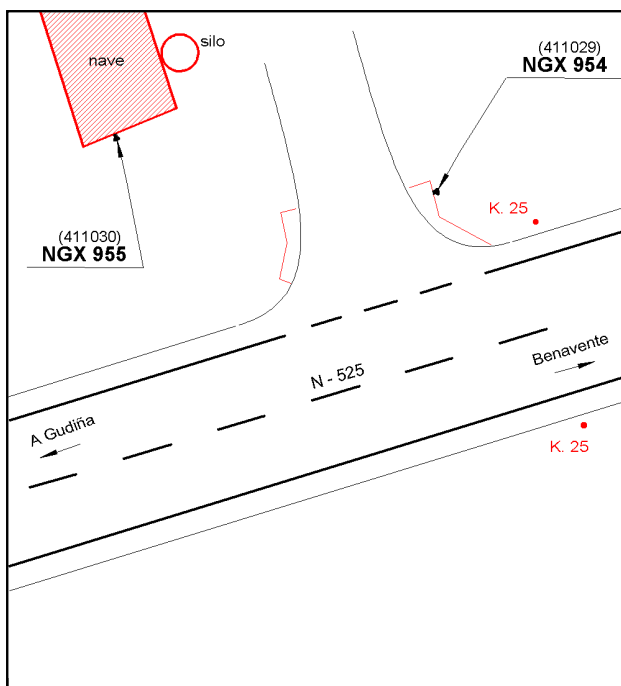 silo
nave
(411029)
NGX 954
K. 25
(411030)
NGX 955
N - 525
Benavente
A Gudiña
K. 25